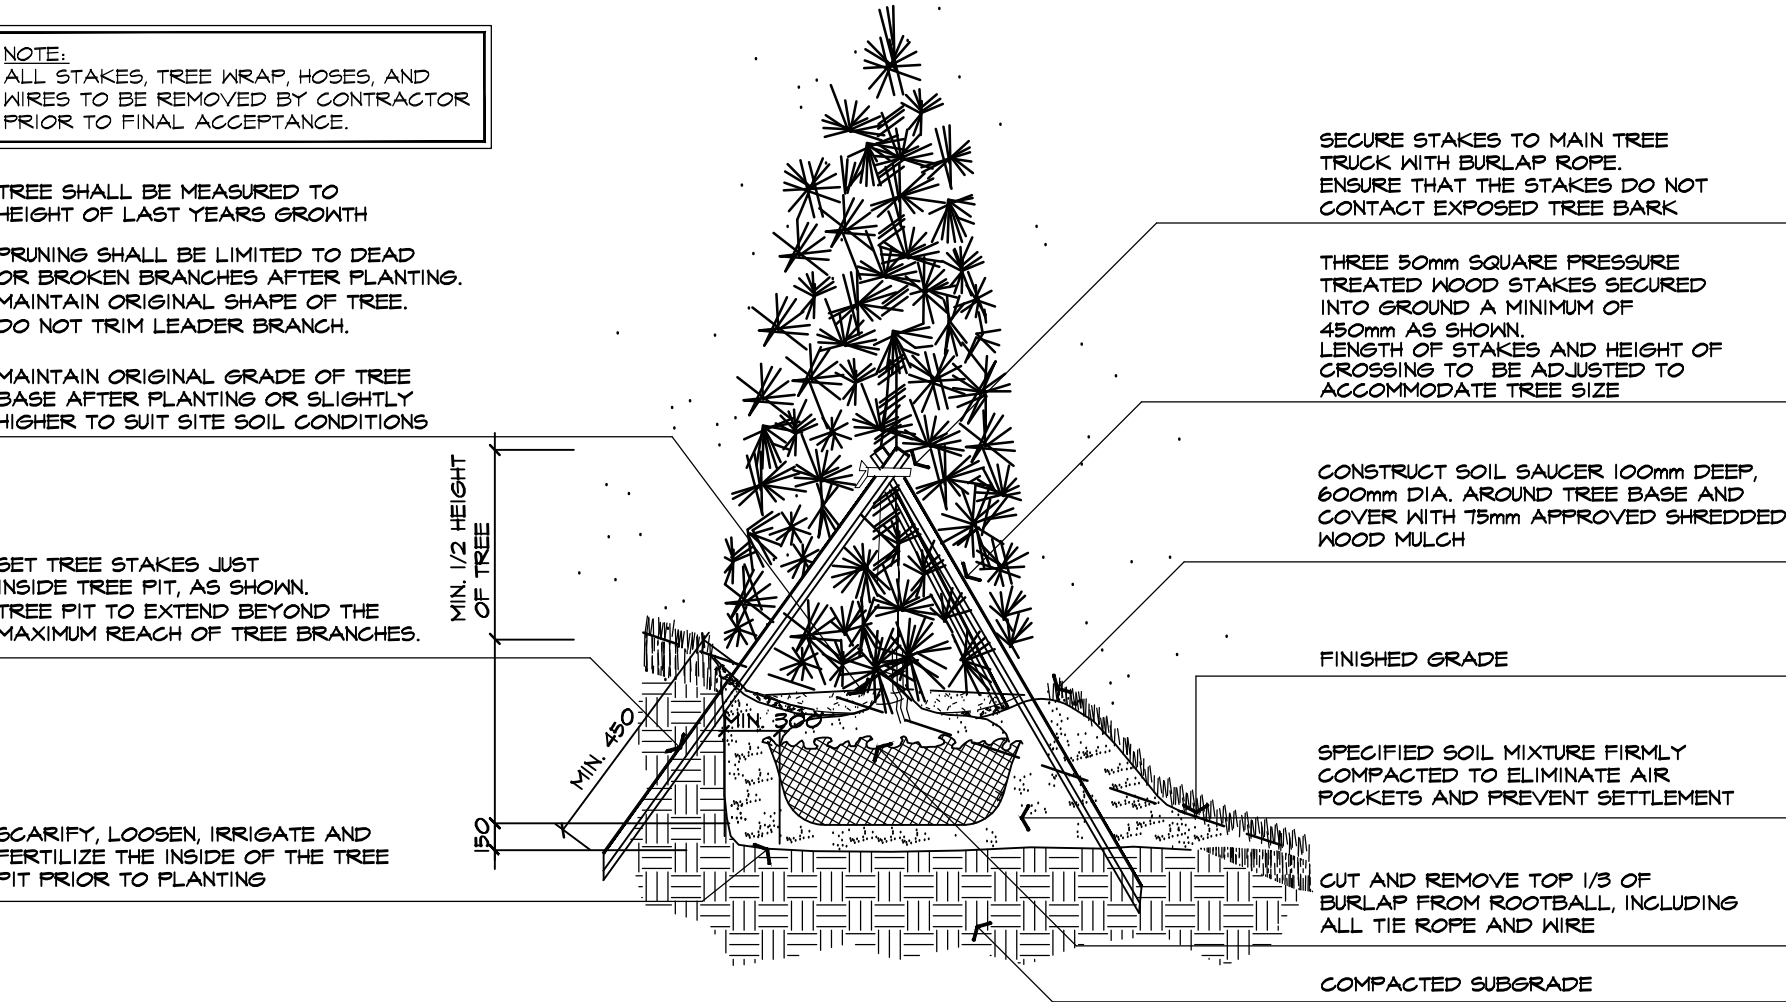 NOTE:
ALL STAKES, TREE WRAP, HOSES, AND
WIRES TO BE REMOVED BY CONTRACTOR
PRIOR TO FINAL ACCEPTANCE.
TREE SHALL BE MEASURED TO
HEIGHT OF LAST YEARS GROWTH
PRUNING SHALL BE LIMITED TO DEAD
OR BROKEN BRANCHES AFTER PLANTING.
MAINTAIN ORIGINAL SHAPE OF TREE.
DO NOT TRIM LEADER BRANCH.
MAINTAIN ORIGINAL GRADE OF TREE
BASE AFTER PLANTING OR SLIGHTLY
HIGHER TO SUIT SITE SOIL CONDITIONS
SET TREE STAKES JUST
INSIDE TREE PIT, AS SHOWN.
TREE PIT TO EXTEND BEYOND THE
MAXIMUM REACH OF TREE BRANCHES.
SCARIFY, LOOSEN, IRRIGATE AND
FERTILIZE THE INSIDE OF THE TREE
PIT PRIOR TO PLANTING
MIN. 1/2 HEIGHT
OF TREE
150
MIN. 450
MIN. 300
SECURE STAKES TO MAIN TREE
TRUCK WITH BURLAP ROPE.
ENSURE THAT THE STAKES DO NOT
CONTACT EXPOSED TREE BARK
THREE 50mm SQUARE PRESSURE
TREATED WOOD STAKES SECURED
INTO GROUND A MINIMUM OF
450mm AS SHOWN.
LENGTH OF STAKES AND HEIGHT OF
CROSSING TO BE ADJUSTED TO
ACCOMMODATE TREE SIZE
CONSTRUCT SOIL SAUCER 100mm DEEP,
600mm DIA. AROUND TREE BASE AND
COVER WITH 75mm APPROVED SHREDDED
WOOD MULCH
FINISHED GRADE
SPECIFIED SOIL MIXTURE FIRMLY
COMPACTED TO ELIMINATE AIR
POCKETS AND PREVENT SETTLEMENT
CUT AND REMOVE TOP 1/3 OF
BURLAP FROM ROOTBALL, INCLUDING
ALL TIE ROPE AND WIRE
COMPACTED SUBGRADE